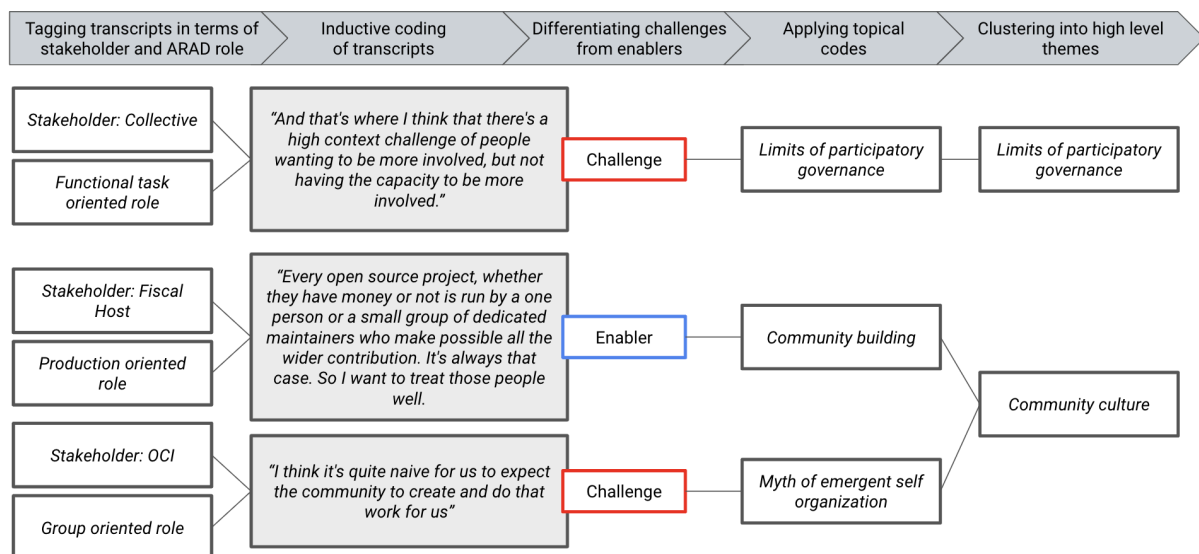 Tagging transcripts in terms of
stakeholder and ARAD role
Inductive coding
of transcripts
Differentiating challenges
from enablers
Applying topical
codes
Clustering into high level
themes
Stakeholder: Collective
Functional task
oriented role
“And that's where I think that there's a
high context challenge of people
wanting to be more involved, but not
having the capacity to be more
involved.”
Challenge
Limits of participatory
governance
Limits of participatory
governance
Stakeholder: Fiscal
Host
Production oriented
role
“Every open source project, whether
they have money or not is run by a one
person or a small group of dedicated
maintainers who make possible all the
wider contribution. It's always that
case. So I want to treat those people
well.
Enabler
Community building
Community culture
Stakeholder: OCI
Group oriented role
“I think it's quite naive for us to expect
the community to create and do that
work for us”
Challenge
Myth of emergent self
organization